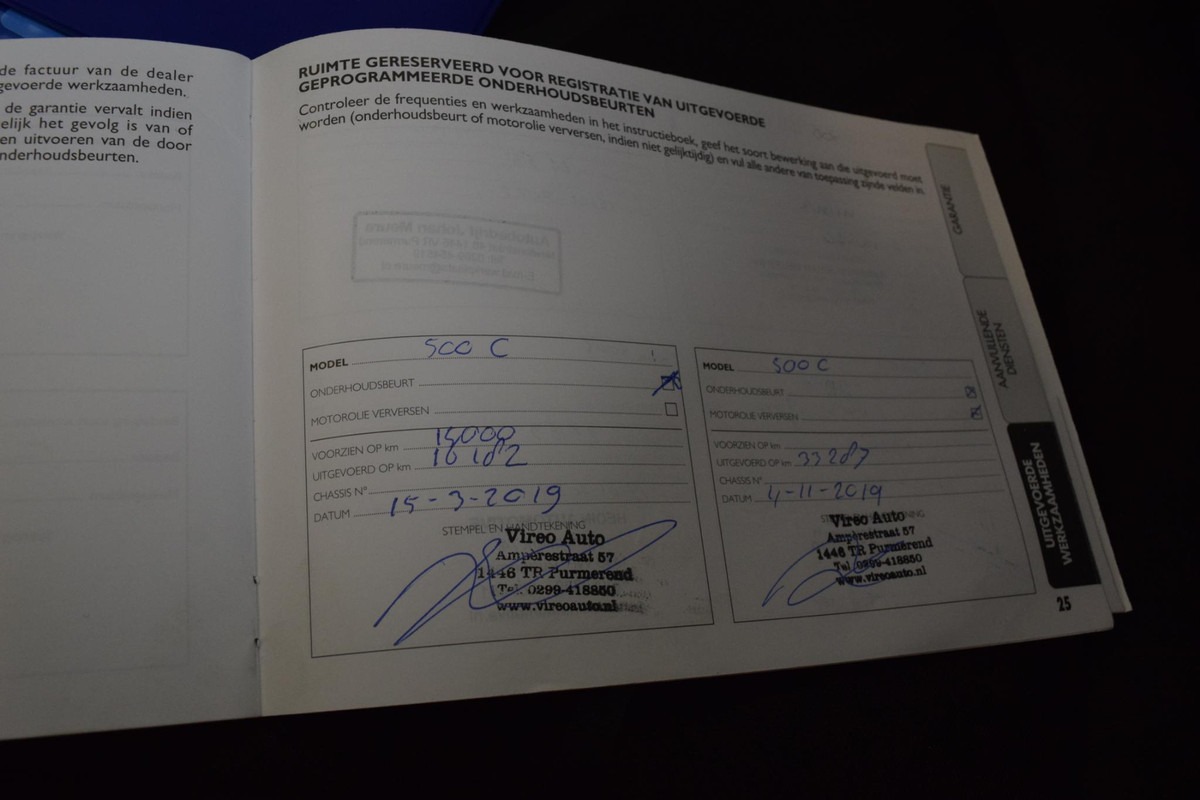 de factuur van de dealer
gevoerde werkzaamheden.
de garantie vervalt indien
elijk het gevolg is van of
en uitvoeren van de door
nderhoudsbeurten.
RUIMTE GERESERVEERD VOOR REGISTRATIE VAN UITGEVOERDE
GEPROGRAMMEERDE ONDERHOUDSBEURTEN
Controleer de frequenties en werkzaamheden in het instructieboek, geef het soort bewerking aan die uitgevoerd moet
worden (onderhoudsbeurt of motorolie verversen, indien niet gelijktijdig) en vul alle andere van toepassing zijnde velden in.
MODEL 500 C
ONDERHOUDSBEURT
MOTOROLIE VERVERSEN
VOORZIEN OP km 15000
UITGEVOERD OP km 16182
CHASSIS N°
DATUM 15-3-2019
STEMPEL EN HANDTEKENING
Vireo Auto
Ampèrestraat 57
1446 TR Purmerend
Tel. 0299-418850
www.vireoauto.nl
MODEL 500 C
ONDERHOUDSBEURT
MOTOROLIE VERVERSEN
VOORZIEN OP km
UITGEVOERD OP km 33287
CHASSIS N°
DATUM 4-11-2019
STEMPEL EN HANDTEKENING
Vireo Auto
Ampèrestraat 57
1446 TR Purmerend
Tel. 0299-418850
www.vireoauto.nl
GARANTIE
AANVULLENDE
DIENSTEN
UITGEVOERDE
WERKZAAMHEDEN
25